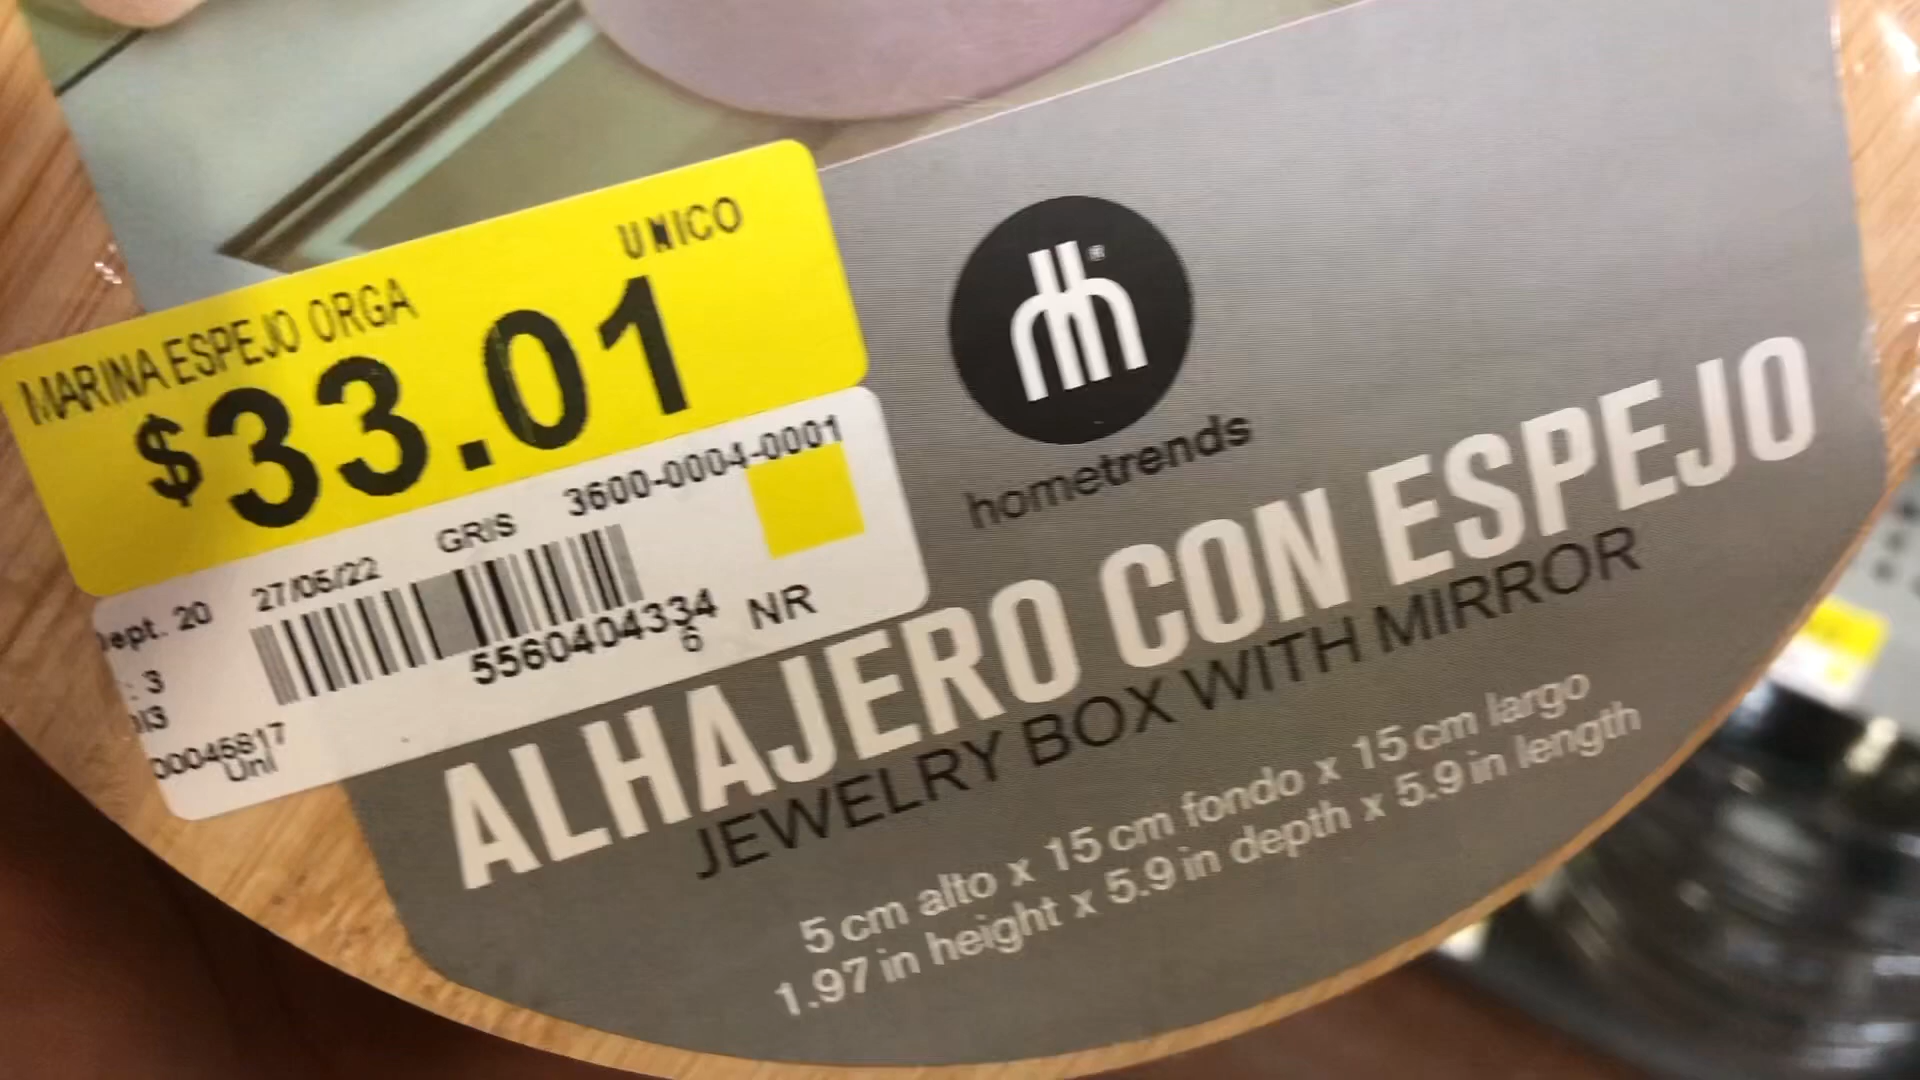 UNICO
MARINA ESPEJO ORGA
$33.01
3600-0004-0001
GRIS
27/05/22
Dept. 20
5560404334
6
NR
: 3
00046817
Uni
hometrends
ALHAJERO CON ESPEJO
JEWELRY BOX WITH MIRROR
5 cm alto x 15 cm fondo x 15 cm largo
1.97 in height x 5.9 in depth x 5.9 in length